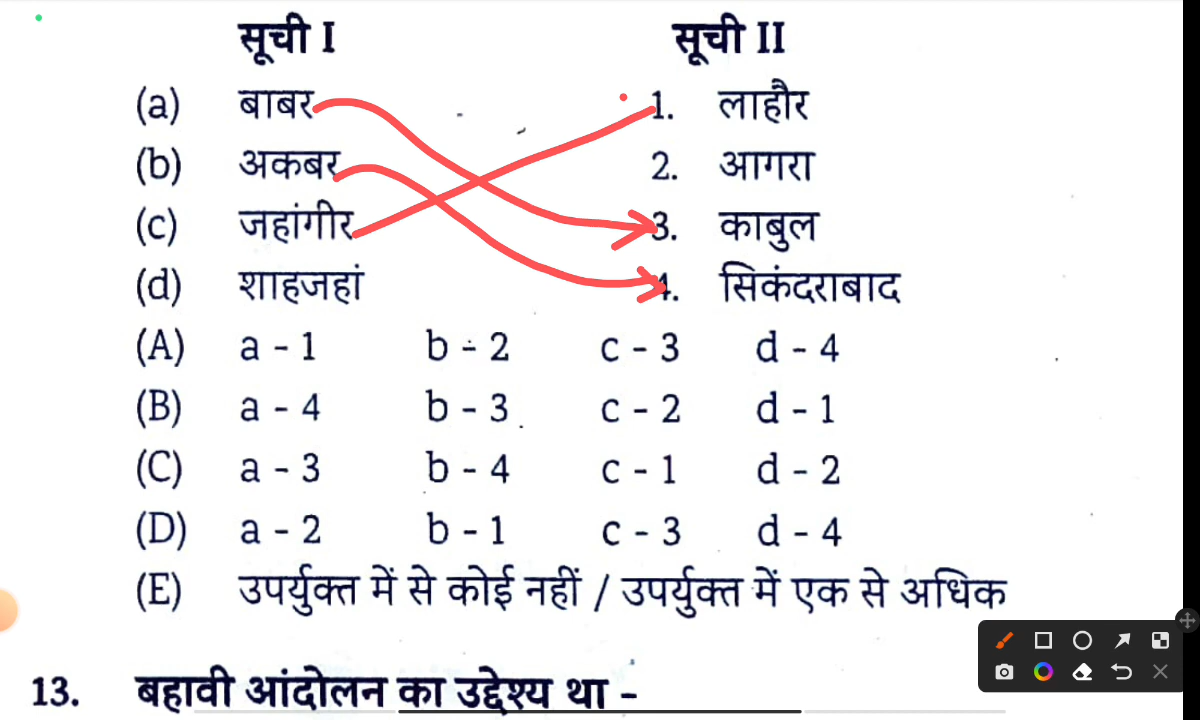 सूची I सूची II
(a) बाबर 1. लाहौर
(b) अकबर 2. आगरा
(c) जहांगीर 3. काबुल
(d) शाहजहां 4. सिकंदराबाद
(A) a - 1 b - 2 c - 3 d - 4
(B) a - 4 b - 3 c - 2 d - 1
(C) a - 3 b - 4 c - 1 d - 2
(D) a - 2 b - 1 c - 3 d - 4
(E) उपर्युक्त में से कोई नहीं / उपर्युक्त में एक से अधिक
13. बहावी आंदोलन का उद्देश्य था -